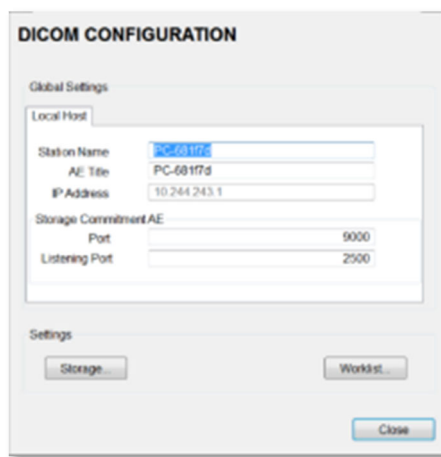 DICOM CONFIGURATION
Global Settings
Local Host
Station Name PC-681f7d
AE Title PC-681f7d
IP Address 10.244.243.1
Storage Commitment AE
Port 9000
Listening Port 2500
Settings
Storage... Worklist...
Close